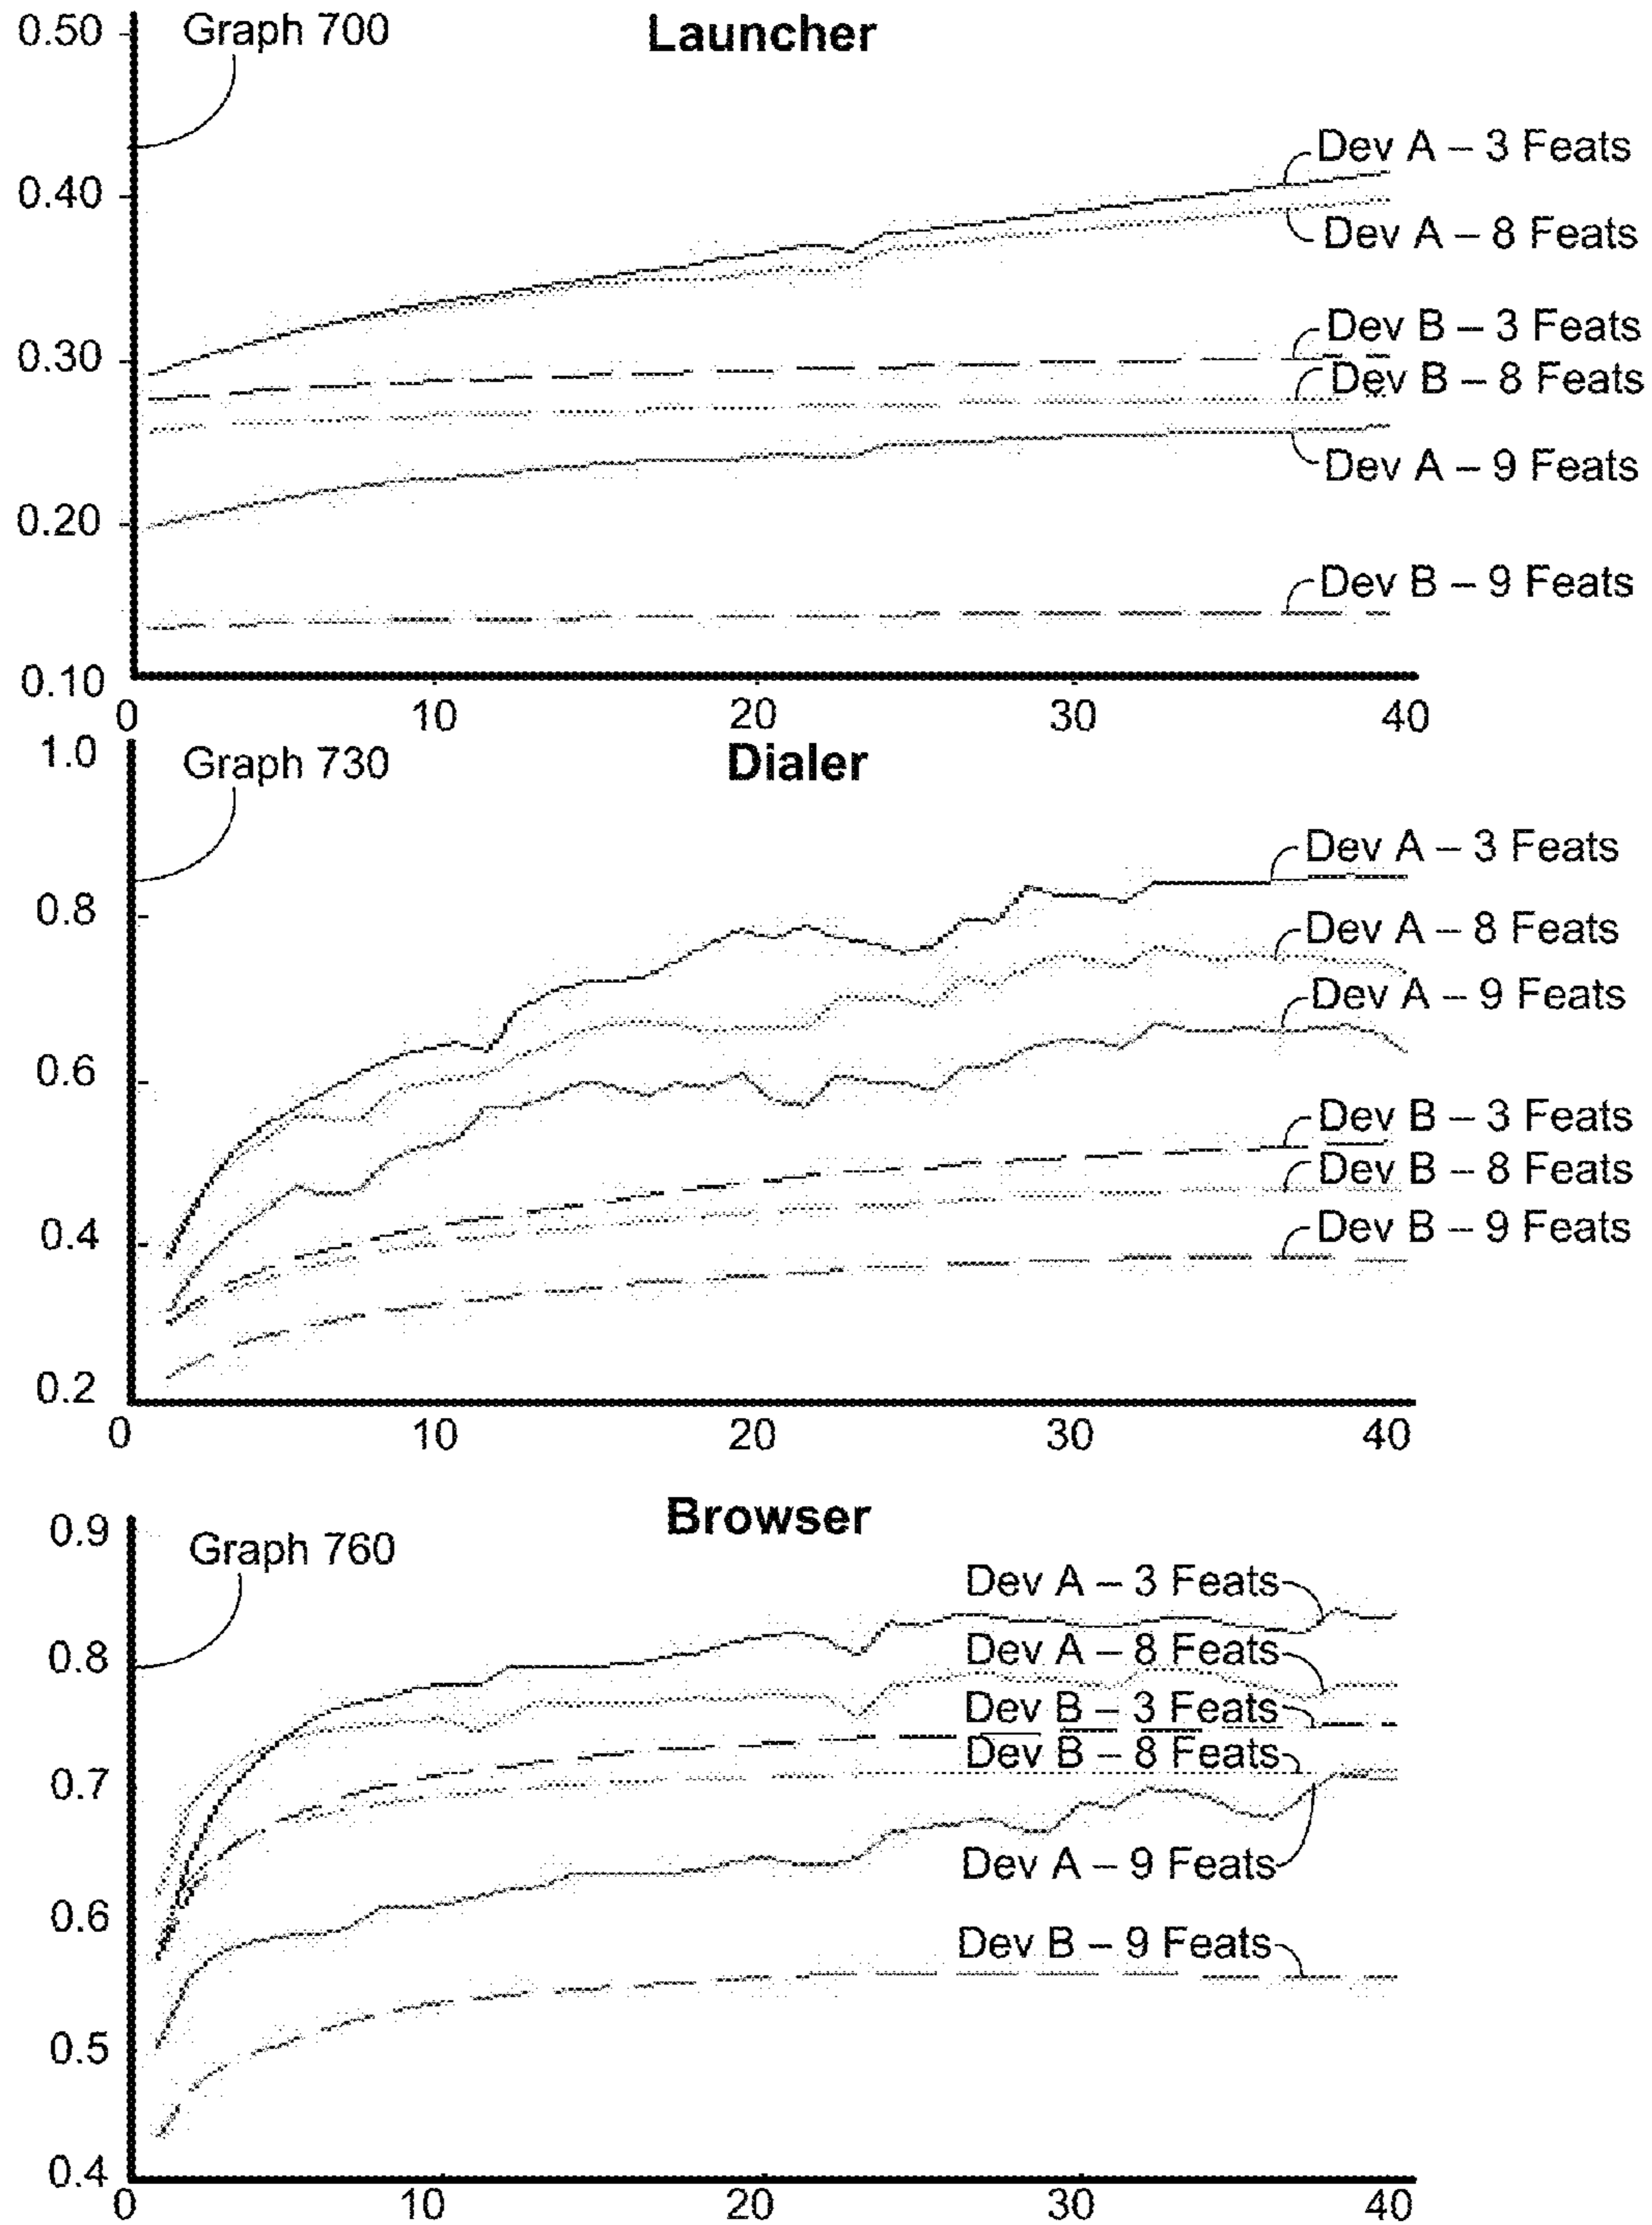 0.50
Graph 700
Launcher
Dev A – 3 Feats
0.40
Dev A – 8 Feats
Dev B – 3 Feats
0.30
Dev B – 8 Feats
Dev A – 9 Feats
0.20
Dev B – 9 Feats
0.10
0 10 20 30 40
1.0
Graph 730
Dialer
Dev A – 3 Feats
0.8
Dev A – 8 Feats
Dev A – 9 Feats
0.6
Dev B – 3 Feats
Dev B – 8 Feats
0.4
Dev B – 9 Feats
0.2
0 10 20 30 40
Browser
0.9
Graph 760
Dev A – 3 Feats
0.8
Dev A – 8 Feats
Dev B – 3 Feats
Dev B – 8 Feats
0.7
Dev A – 9 Feats
0.6
Dev B – 9 Feats
0.5
0.4
0 10 20 30 40